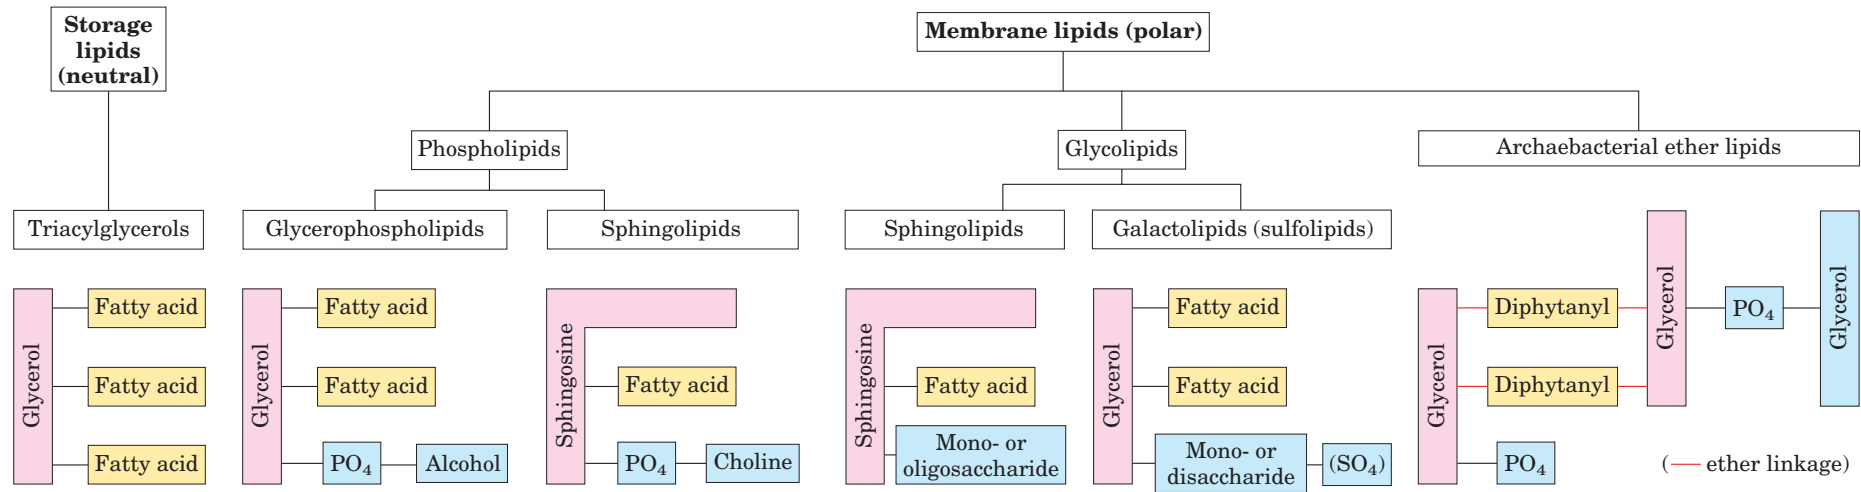 Storage
lipids
(neutral)
Membrane lipids (polar)
Phospholipids
Glycolipids
Archaebacterial ether lipids
Triacylglycerols
Glycerophospholipids
Sphingolipids
Sphingolipids
Galactolipids (sulfolipids)
Glycerol
Fatty acid
Fatty acid
Fatty acid
Glycerol
Fatty acid
Fatty acid
PO₄
Alcohol
Sphingosine
Fatty acid
PO₄
Choline
Sphingosine
Fatty acid
Mono- or
oligosaccharide
Glycerol
Fatty acid
Fatty acid
Mono- or
disaccharide
(SO₄)
Glycerol
Diphytanyl
Diphytanyl
PO₄
Glycerol
PO₄
Glycerol
(— ether linkage)